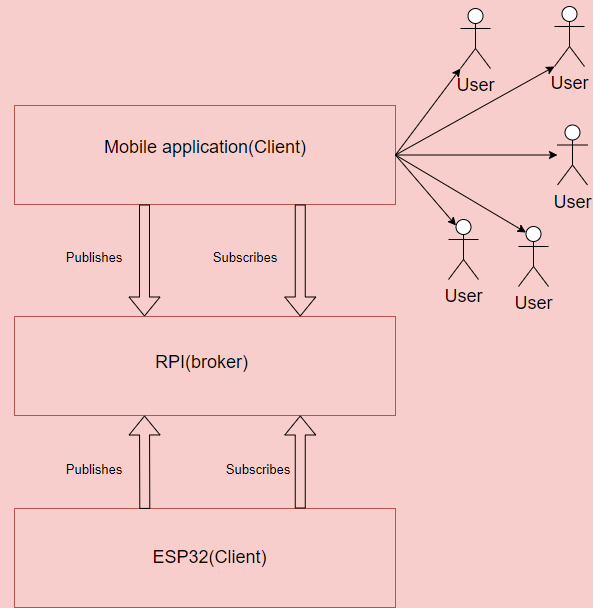 User
User
Mobile application(Client)
User
Publishes
Subscribes
User
User
RPI(broker)
Publishes
Subscribes
ESP32(Client)